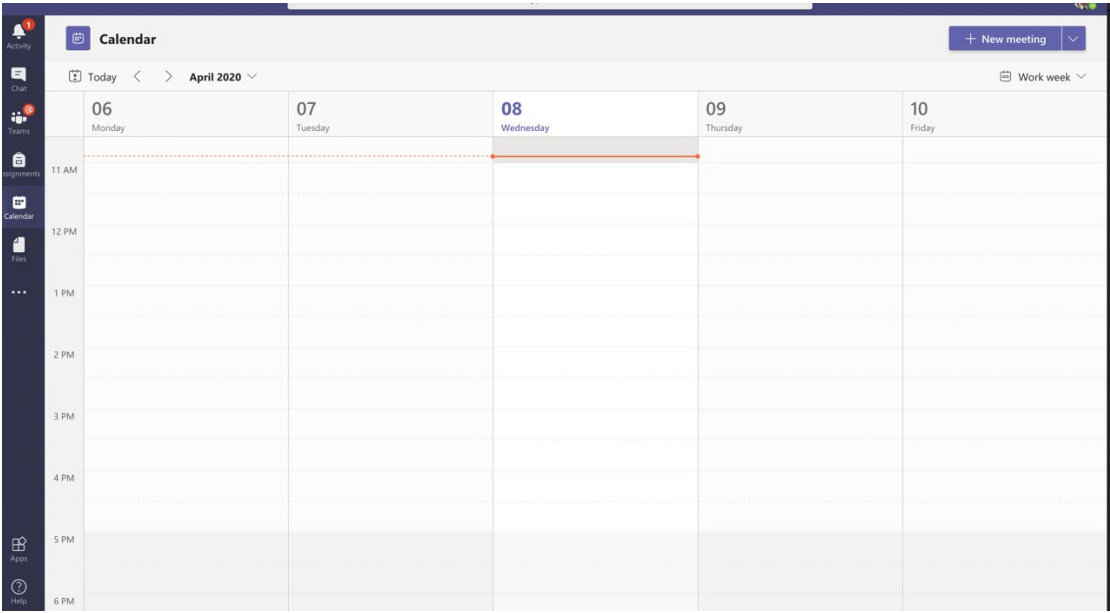 1
Activity
Chat
@
Teams
ssignments
Calendar
Files
...
Apps
? 
Help
Calendar
+ New meeting
Today < > April 2020
Work week
06
Monday
07
Tuesday
08
Wednesday
09
Thursday
10
Friday
11 AM
12 PM
1 PM
2 PM
3 PM
4 PM
5 PM
6 PM